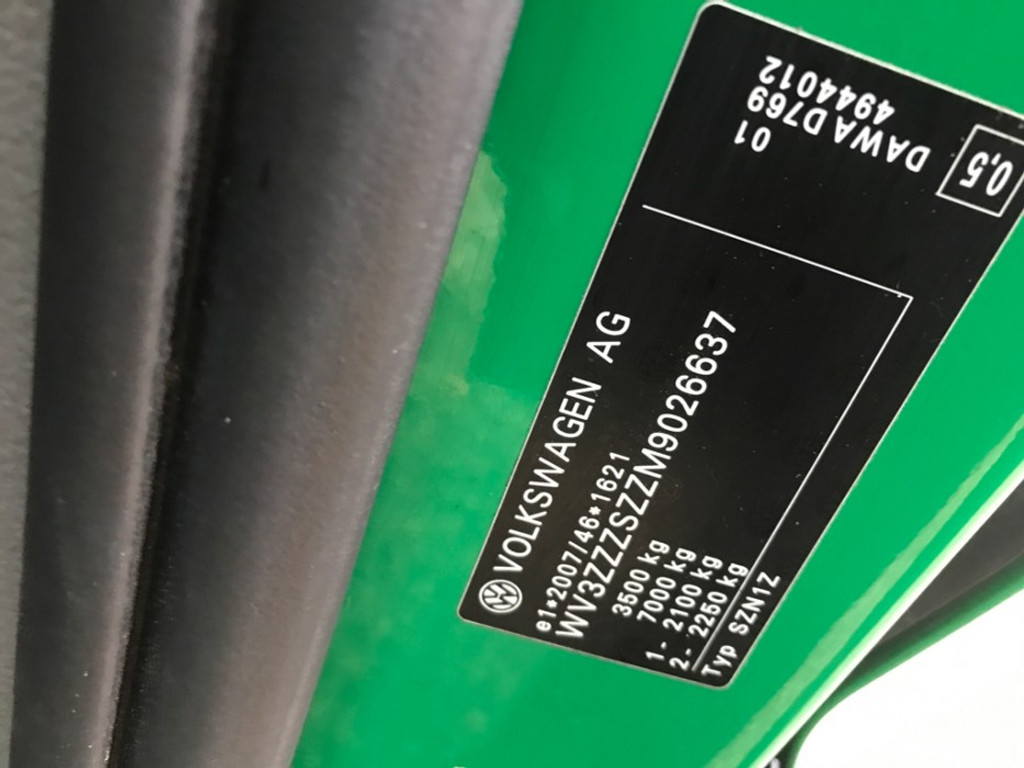 VOLKSWAGEN AG
e1*2007/46*1621
WV3ZZZSZZM9026637
3500 kg
7000 kg
1- 2100 kg
2- 2250 kg
Typ SZN1Z
4944012
DAWA D769
01
0,5